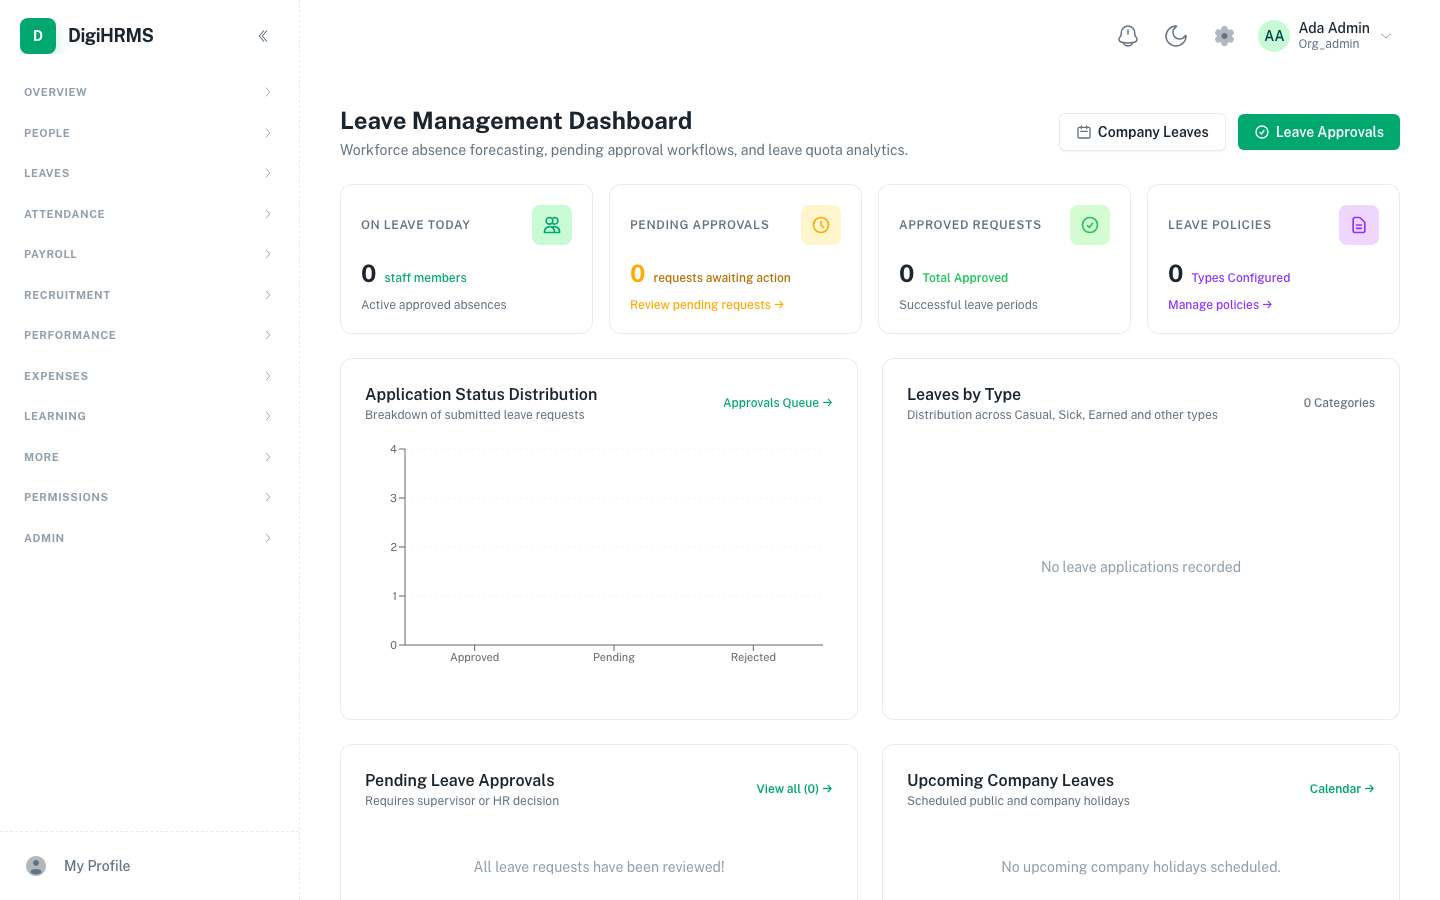 D DigiHRMS
Ada Admin
AA
Org_admin
OVERVIEW
PEOPLE
LEAVES
ATTENDANCE
PAYROLL
RECRUITMENT
PERFORMANCE
EXPENSES
LEARNING
MORE
PERMISSIONS
ADMIN
My Profile
Leave Management Dashboard
Workforce absence forecasting, pending approval workflows, and leave quota analytics.
Company Leaves
Leave Approvals
ON LEAVE TODAY
0 staff members
Active approved absences
PENDING APPROVALS
0 requests awaiting action
Review pending requests →
APPROVED REQUESTS
0 Total Approved
Successful leave periods
LEAVE POLICIES
0 Types Configured
Manage policies →
Application Status Distribution
Breakdown of submitted leave requests
Approvals Queue →
4
3
2
1
0
Approved Pending Rejected
Leaves by Type
Distribution across Casual, Sick, Earned and other types
0 Categories
No leave applications recorded
Pending Leave Approvals
Requires supervisor or HR decision
View all (0) →
All leave requests have been reviewed!
Upcoming Company Leaves
Scheduled public and company holidays
Calendar →
No upcoming company holidays scheduled.